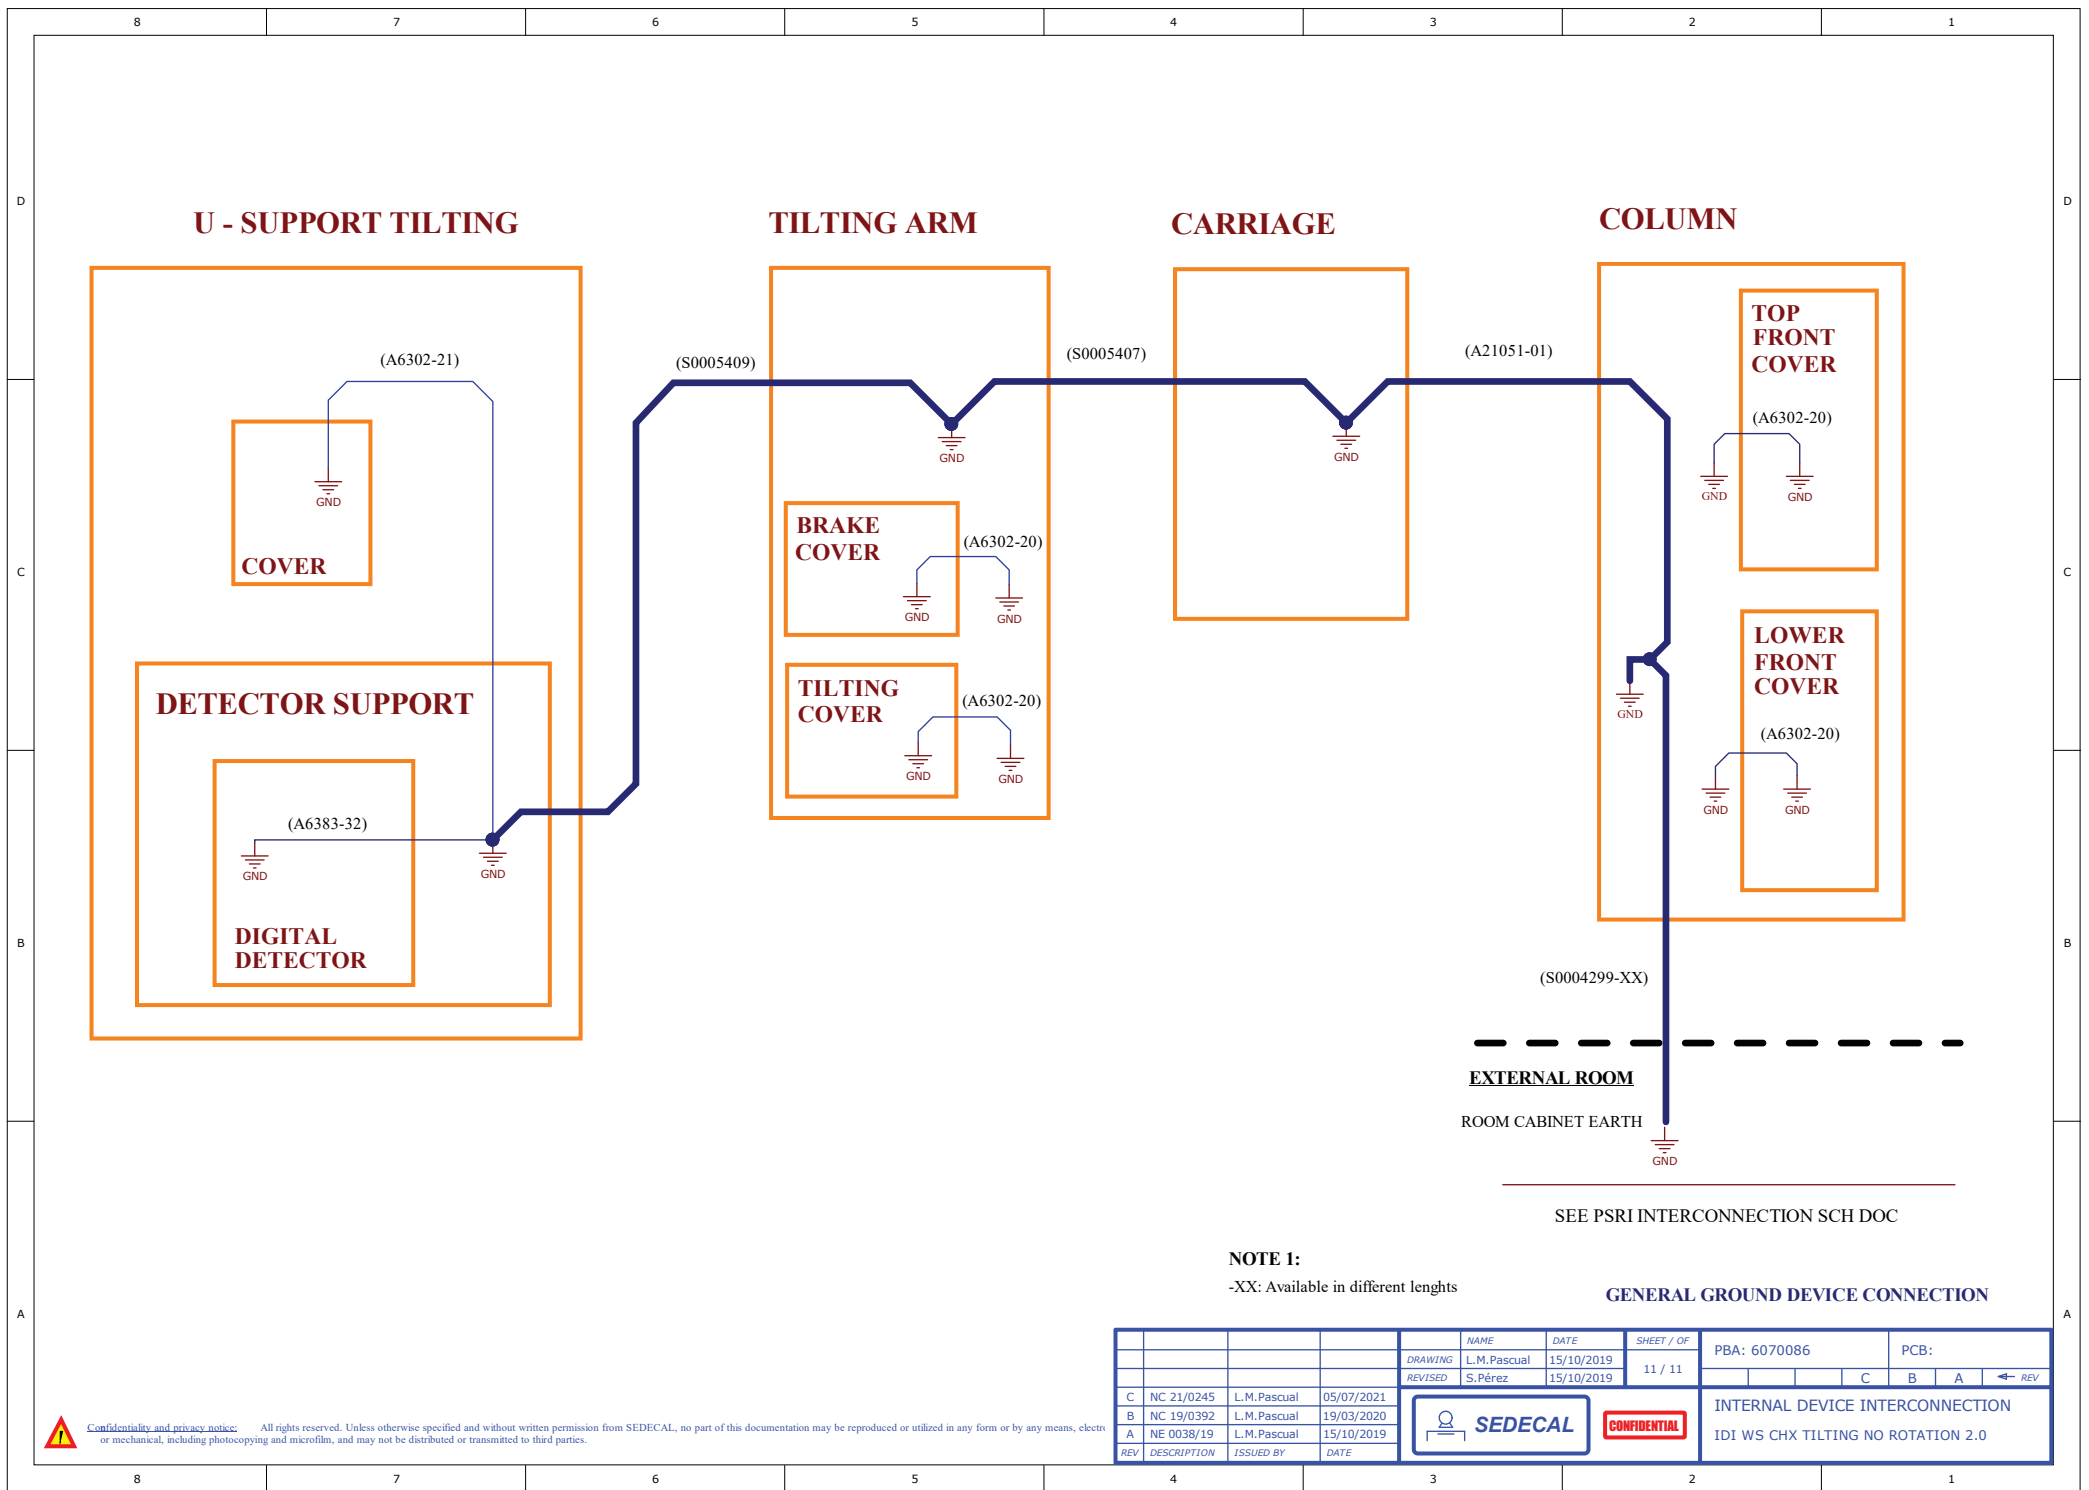 8 7 6 5 4 3 2 1
D D
U - SUPPORT TILTING
TILTING ARM
CARRIAGE
COLUMN
TOP
FRONT
COVER
(A6302-21)
(S0005409)
(S0005407)
(A21051-01)
(A6302-20)
GND
GND
GND
GND
GND
COVER
BRAKE
COVER
(A6302-20)
GND
GND
C C
LOWER
FRONT
COVER
(A6302-20)
GND
GND
GND
DETECTOR SUPPORT
TILTING
COVER
(A6302-20)
GND
GND
(A6383-32)
GND
GND
DIGITAL
DETECTOR
B B
(S0004299-XX)
EXTERNAL ROOM
ROOM CABINET EARTH
GND
SEE PSRI INTERCONNECTION SCH DOC
NOTE 1:
-XX: Available in different lenghts
GENERAL GROUND DEVICE CONNECTION
A A
NAME DATE SHEET / OF
DRAWING L.M.Pascual 15/10/2019 11 / 11
REVISED S.Pérez 15/10/2019
PBA: 6070086 PCB:
C B A REV
C NC 21/0245 L.M.Pascual 05/07/2021
B NC 19/0392 L.M.Pascual 19/03/2020
A NE 0038/19 L.M.Pascual 15/10/2019
REV DESCRIPTION ISSUED BY DATE
SEDECAL
CONFIDENTIAL
INTERNAL DEVICE INTERCONNECTION
IDI WS CHX TILTING NO ROTATION 2.0
Confidentiality and privacy notice: All rights reserved. Unless otherwise specified and without written permission from SEDECAL, no part of this documentation may be reproduced or utilized in any form or by any means, electro
or mechanical, including photocopying and microfilm, and may not be distributed or transmitted to third parties.
8 7 6 5 4 3 2 1